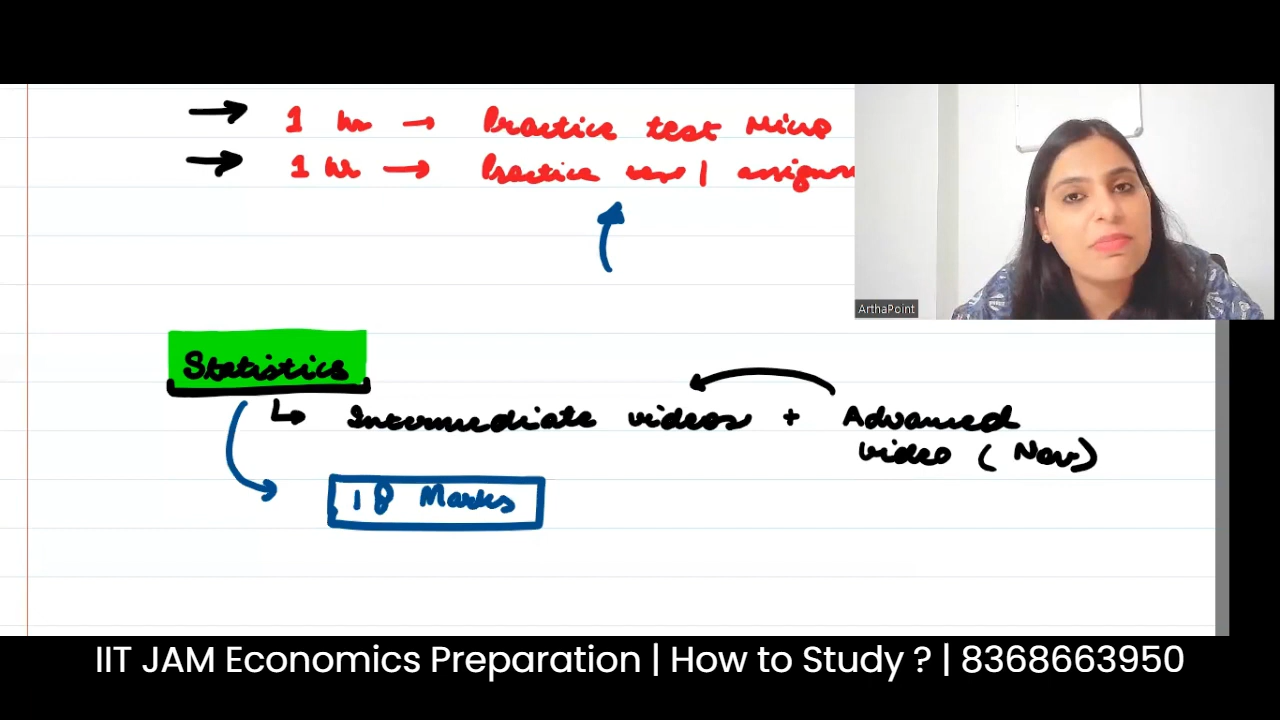 1 hr → Practice test Micro
1 hr → Practice
ArthaPoint
Statistics
↳ Intermediate videos + Advanced
video (Nov)
18 Marks
IIT JAM Economics Preparation | How to Study ? | 8368663950